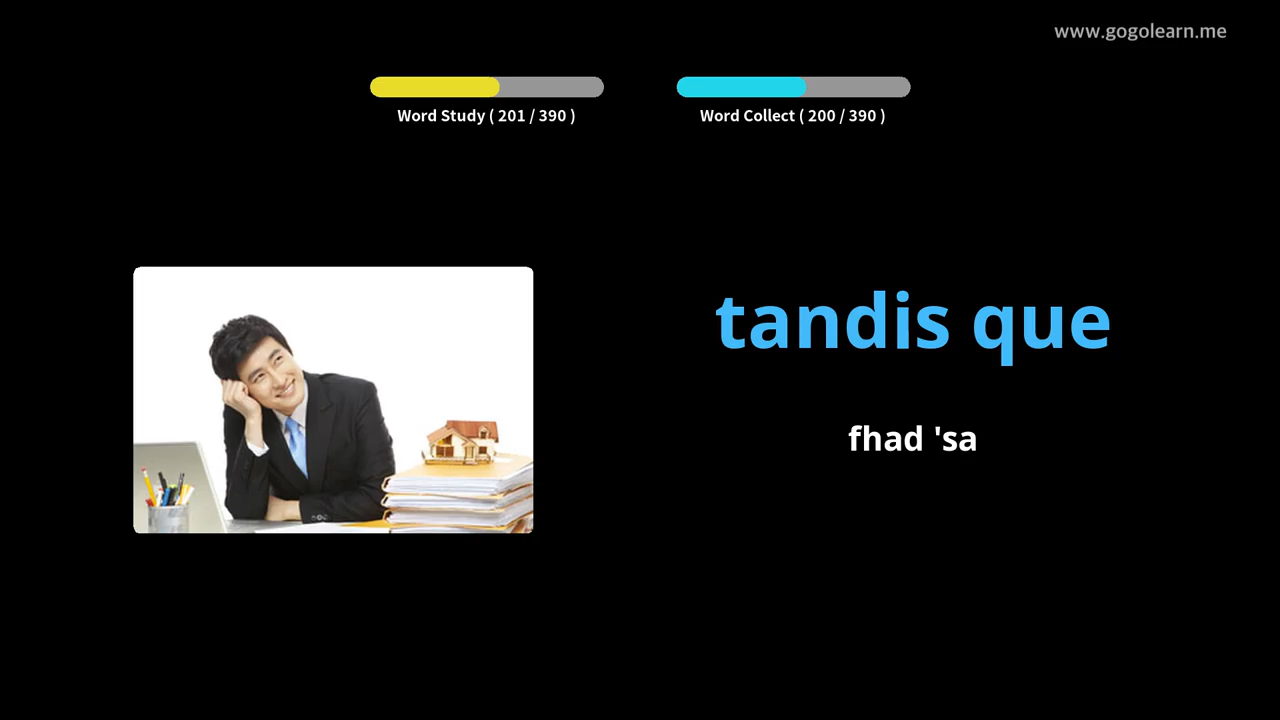 www.gogolearn.me
Word Study ( 201 / 390 )
Word Collect ( 200 / 390 )
tandis que
fhad 'sa